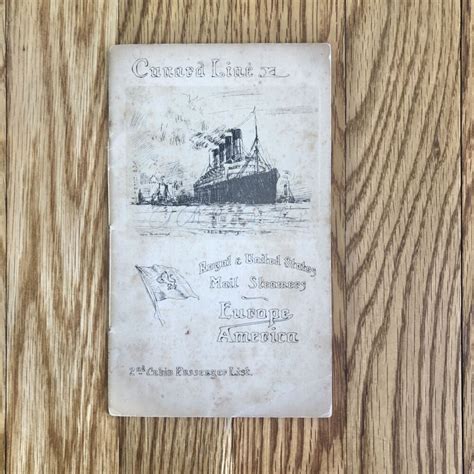 Cunard Line
Royal & United States
Mail Steamers
Europe
America
2nd Cabin Passenger List.